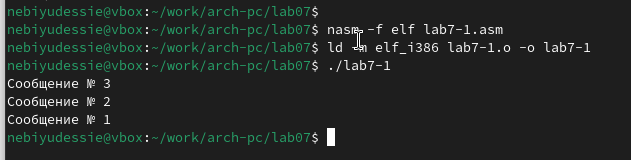 nebiyudessie@vbox:~/work/arch-pc/lab07$
nebiyudessie@vbox:~/work/arch-pc/lab07$ nasm -f elf lab7-1.asm
nebiyudessie@vbox:~/work/arch-pc/lab07$ ld -m elf_i386 lab7-1.o -o lab7-1
nebiyudessie@vbox:~/work/arch-pc/lab07$ ./lab7-1
Сообщение № 3
Сообщение № 2
Сообщение № 1
nebiyudessie@vbox:~/work/arch-pc/lab07$